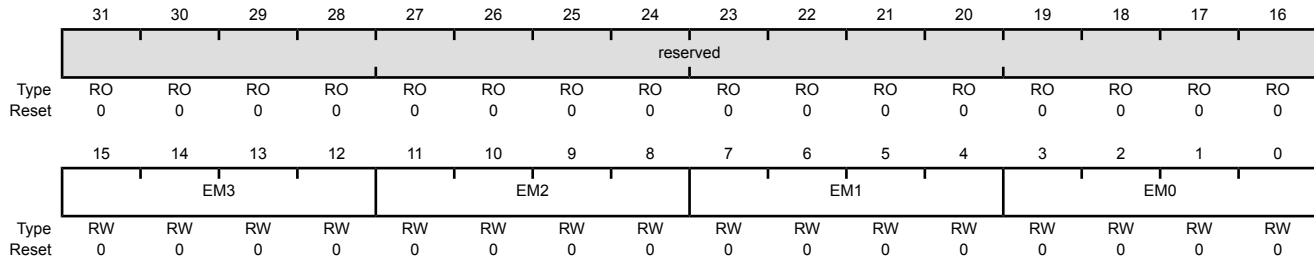 31 30 29 28 27 26 25 24 23 22 21 20 19 18 17 16
reserved
Type RO RO RO RO RO RO RO RO RO RO RO RO RO RO RO RO
Reset 0 0 0 0 0 0 0 0 0 0 0 0 0 0 0 0
15 14 13 12 11 10 9 8 7 6 5 4 3 2 1 0
EM3 EM2 EM1 EM0
Type RW RW RW RW RW RW RW RW RW RW RW RW RW RW RW RW
Reset 0 0 0 0 0 0 0 0 0 0 0 0 0 0 0 0